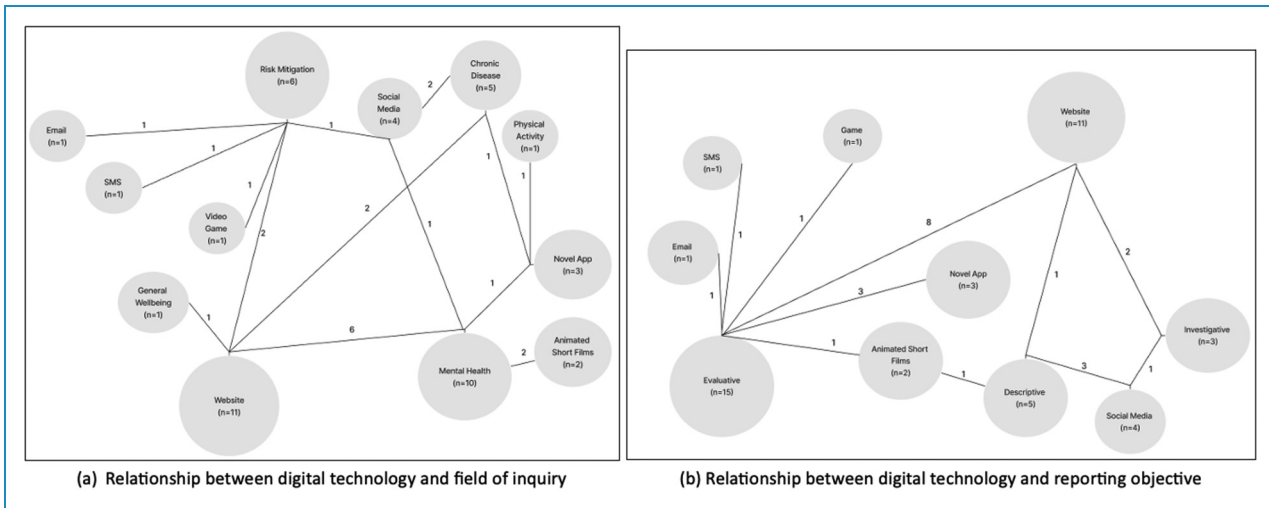 Risk Mitigation
(n=6)
Chronic
Disease
(n=5)
Social
Media
(n=4)
2
Email
(n=1)
1
1
Physical
Activity
(n=1)
SMS
(n=1)
1
1
1
Video
Game
(n=1)
1
2
2
1
Novel App
(n=3)
General
Wellbeing
(n=1)
1
1
6
Animated
Short Films
(n=2)
2
Mental Health
(n=10)
Website
(n=11)
(a) Relationship between digital technology and field of inquiry
Website
(n=11)
Game
(n=1)
SMS
(n=1)
1
1
8
Email
(n=1)
1
2
Novel App
(n=3)
3
1
Investigative
(n=3)
1
Animated Short
Films
(n=2)
1
3
1
Evaluative
(n=15)
Descriptive
(n=5)
Social Media
(n=4)
(b) Relationship between digital technology and reporting objective